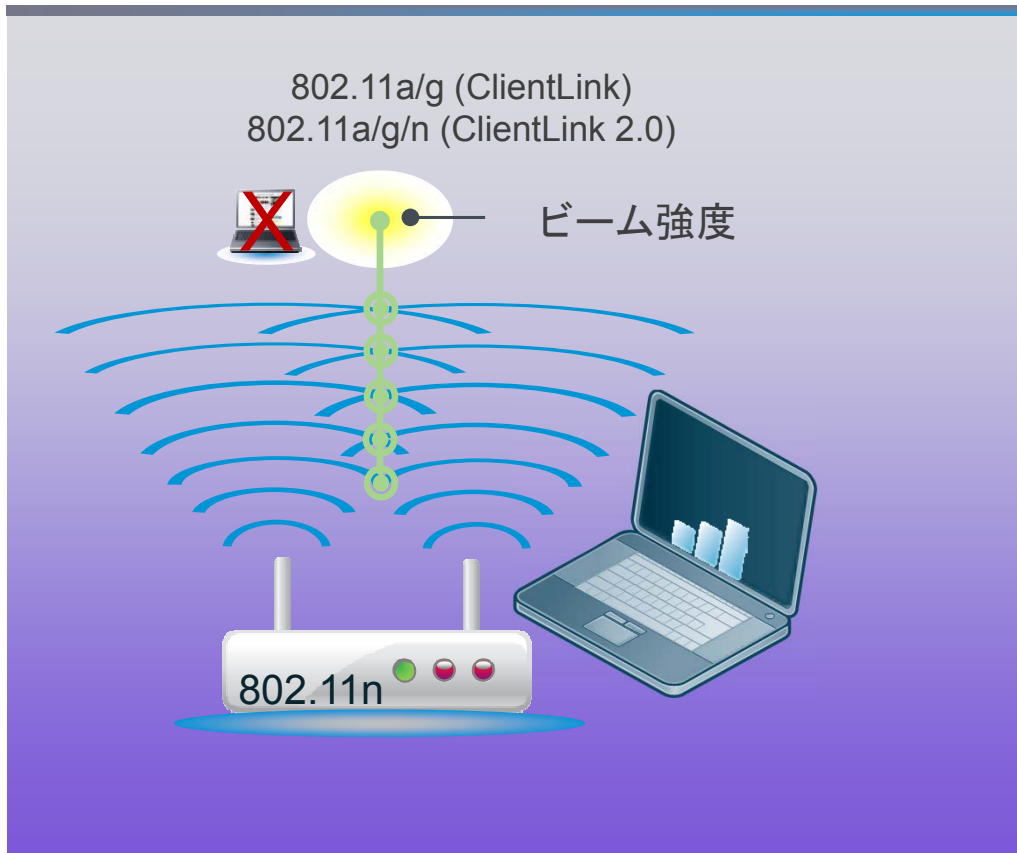 802.11a/g (ClientLink)
802.11a/g/n (ClientLink 2.0)
ビーム強度
802.11n